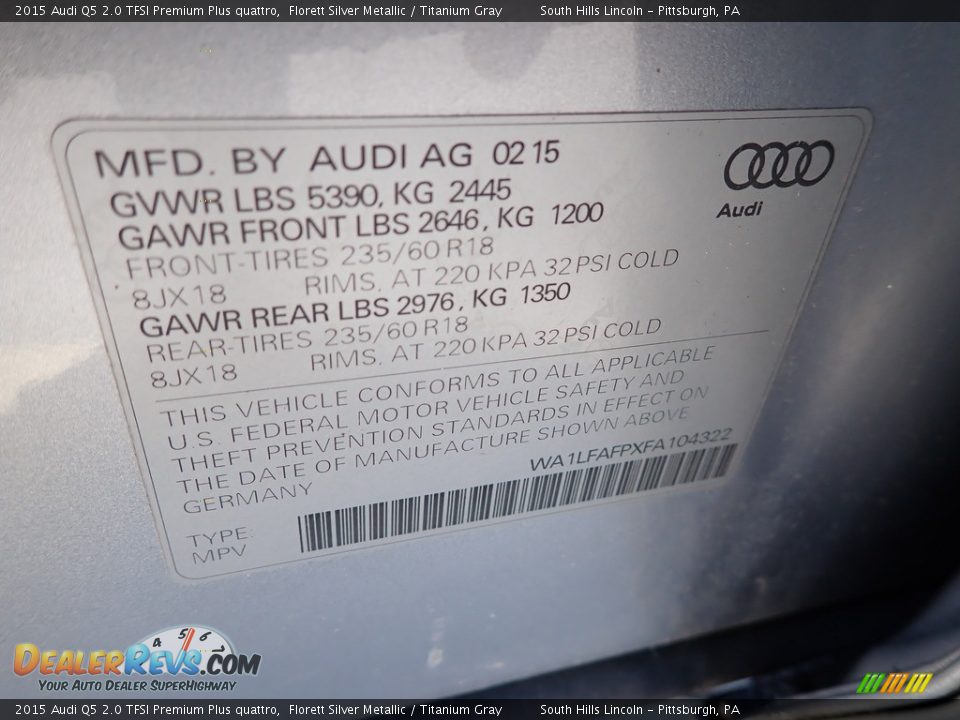 2015 Audi Q5 2.0 TFSI Premium Plus quattro, Florett Silver Metallic / Titanium Gray South Hills Lincoln - Pittsburgh, PA
MFD. BY AUDI AG 02 15
GVWR LBS 5390, KG 2445
GAWR FRONT LBS 2646, KG 1200
FRONT-TIRES 235/60 R18
8JX18 RIMS, AT 220 KPA 32 PSI COLD
GAWR REAR LBS 2976, KG 1350
REAR-TIRES 235/60 R18
8JX18 RIMS, AT 220 KPA 32 PSI COLD
Audi
THIS VEHICLE CONFORMS TO ALL APPLICABLE
U.S. FEDERAL MOTOR VEHICLE SAFETY AND
THEFT PREVENTION STANDARDS IN EFFECT ON
THE DATE OF MANUFACTURE SHOWN ABOVE
GERMANY WA1LFAFPXFA104322
TYPE:
MPV
4 5 6
DEALERREVS.COM
YOUR AUTO DEALER SUPERHIGHWAY
2015 Audi Q5 2.0 TFSI Premium Plus quattro, Florett Silver Metallic / Titanium Gray South Hills Lincoln - Pittsburgh, PA